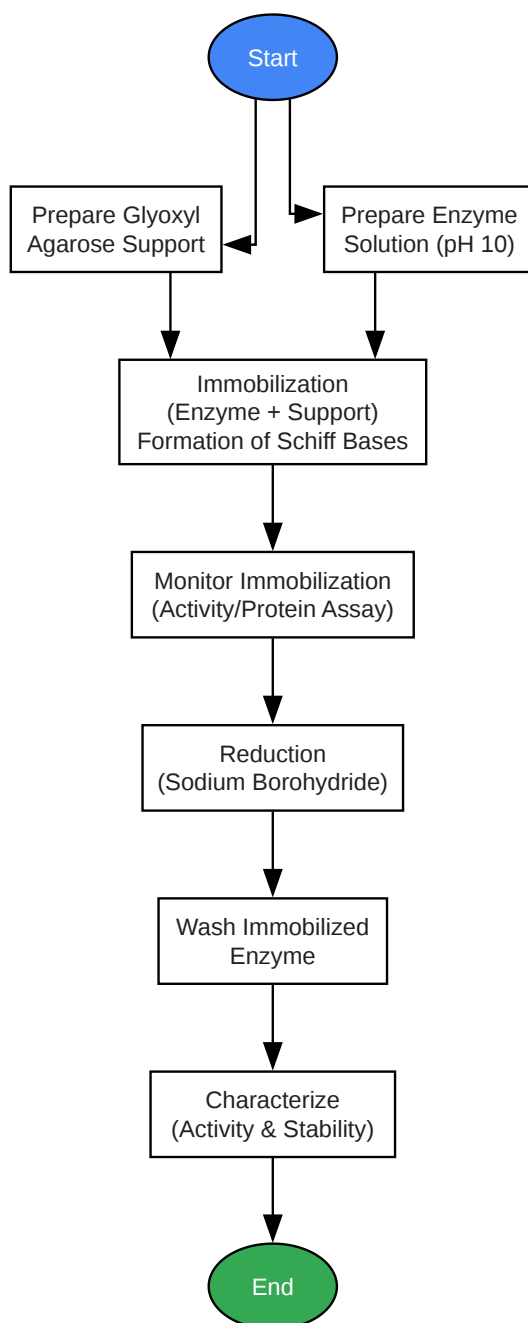 Start
Prepare Glyoxyl
Agarose Support
Prepare Enzyme
Solution (pH 10)
Immobilization
(Enzyme + Support)
Formation of Schiff Bases
Monitor Immobilization
(Activity/Protein Assay)
Reduction
(Sodium Borohydride)
Wash Immobilized
Enzyme
Characterize
(Activity & Stability)
End